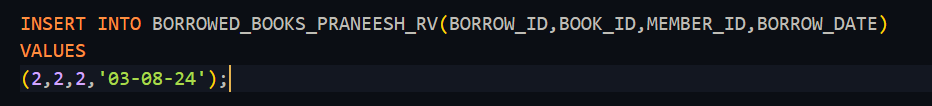 INSERT INTO BORROWED_BOOKS_PRANEESH_RV(BORROW_ID,BOOK_ID,MEMBER_ID,BORROW_DATE)
VALUES
(2,2,2,'03-08-24');